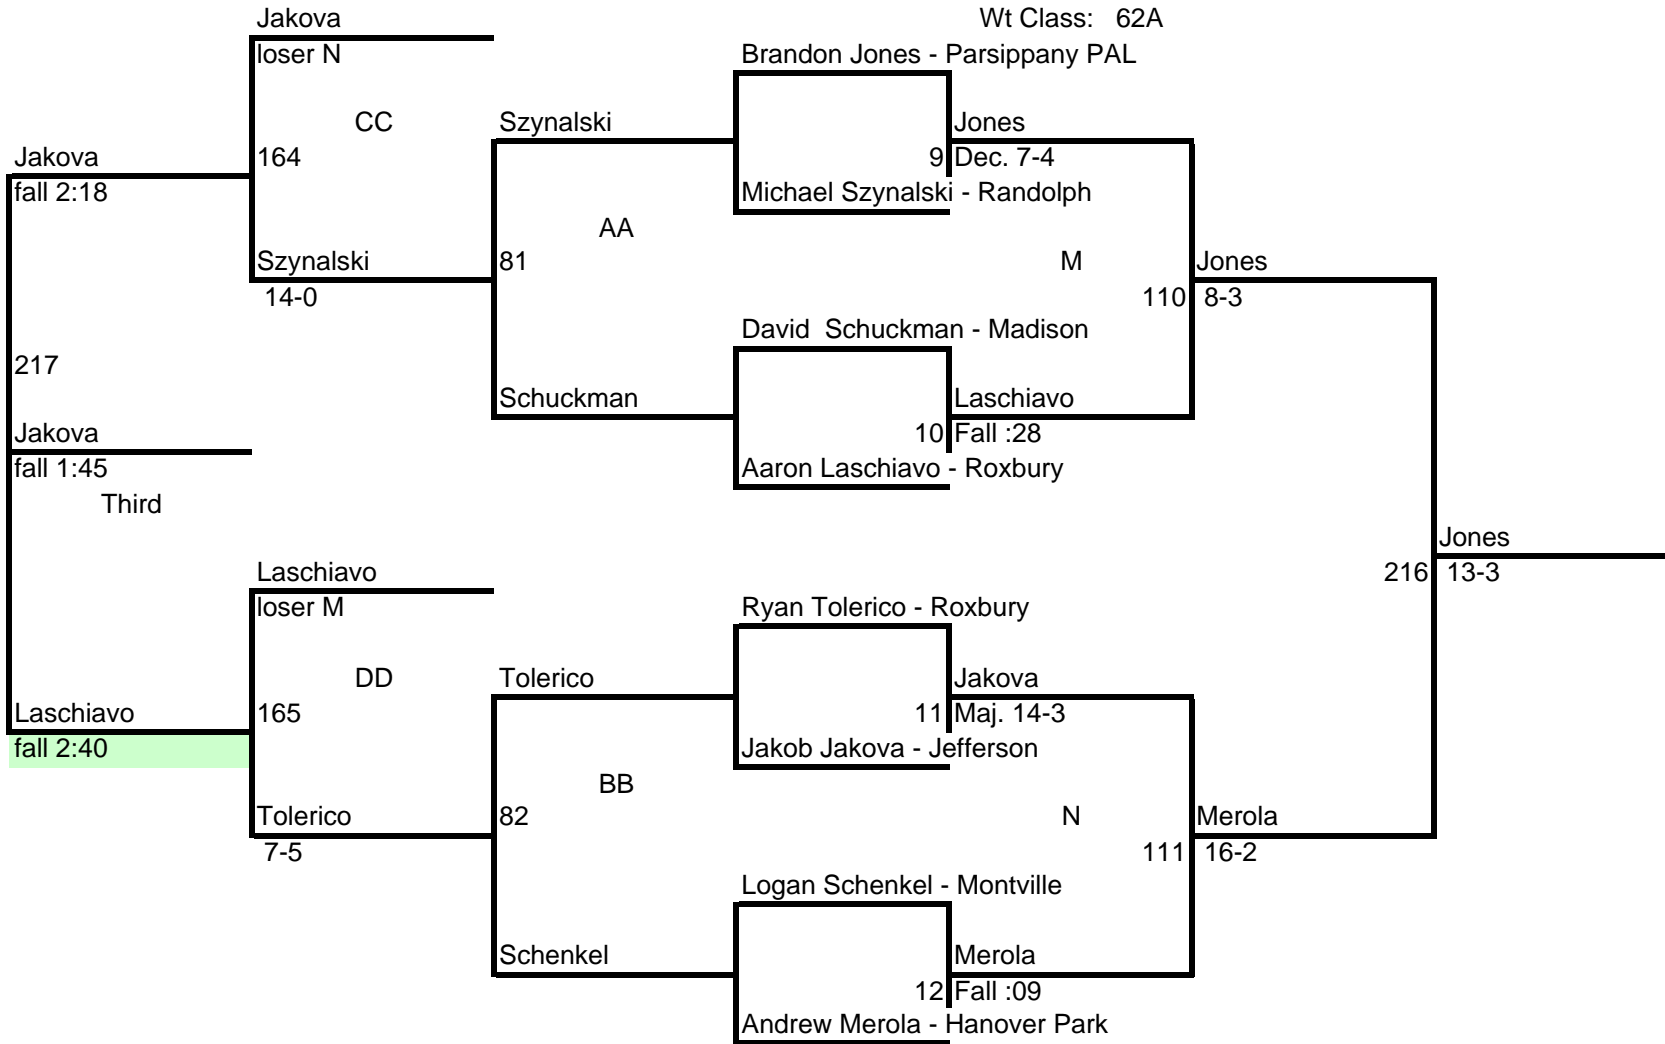 Jakova
Wt Class: 62A
loser N
Brandon Jones - Parsippany PAL
CC
Szynalski
Jones
Jakova
164
9 Dec. 7-4
fall 2:18
Michael Szynalski - Randolph
AA
Szynalski
81
M
Jones
14-0
110 8-3
David Schuckman - Madison
217
Schuckman
Laschiavo
Jakova
10 Fall :28
fall 1:45
Aaron Laschiavo - Roxbury
Third
Jones
Laschiavo
216 13-3
loser M
Ryan Tolerico - Roxbury
DD
Tolerico
Jakova
Laschiavo
165
11 Maj. 14-3
fall 2:40
Jakob Jakova - Jefferson
BB
Tolerico
82
N
Merola
7-5
111 16-2
Logan Schenkel - Montville
Schenkel
Merola
12 Fall :09
Andrew Merola - Hanover Park